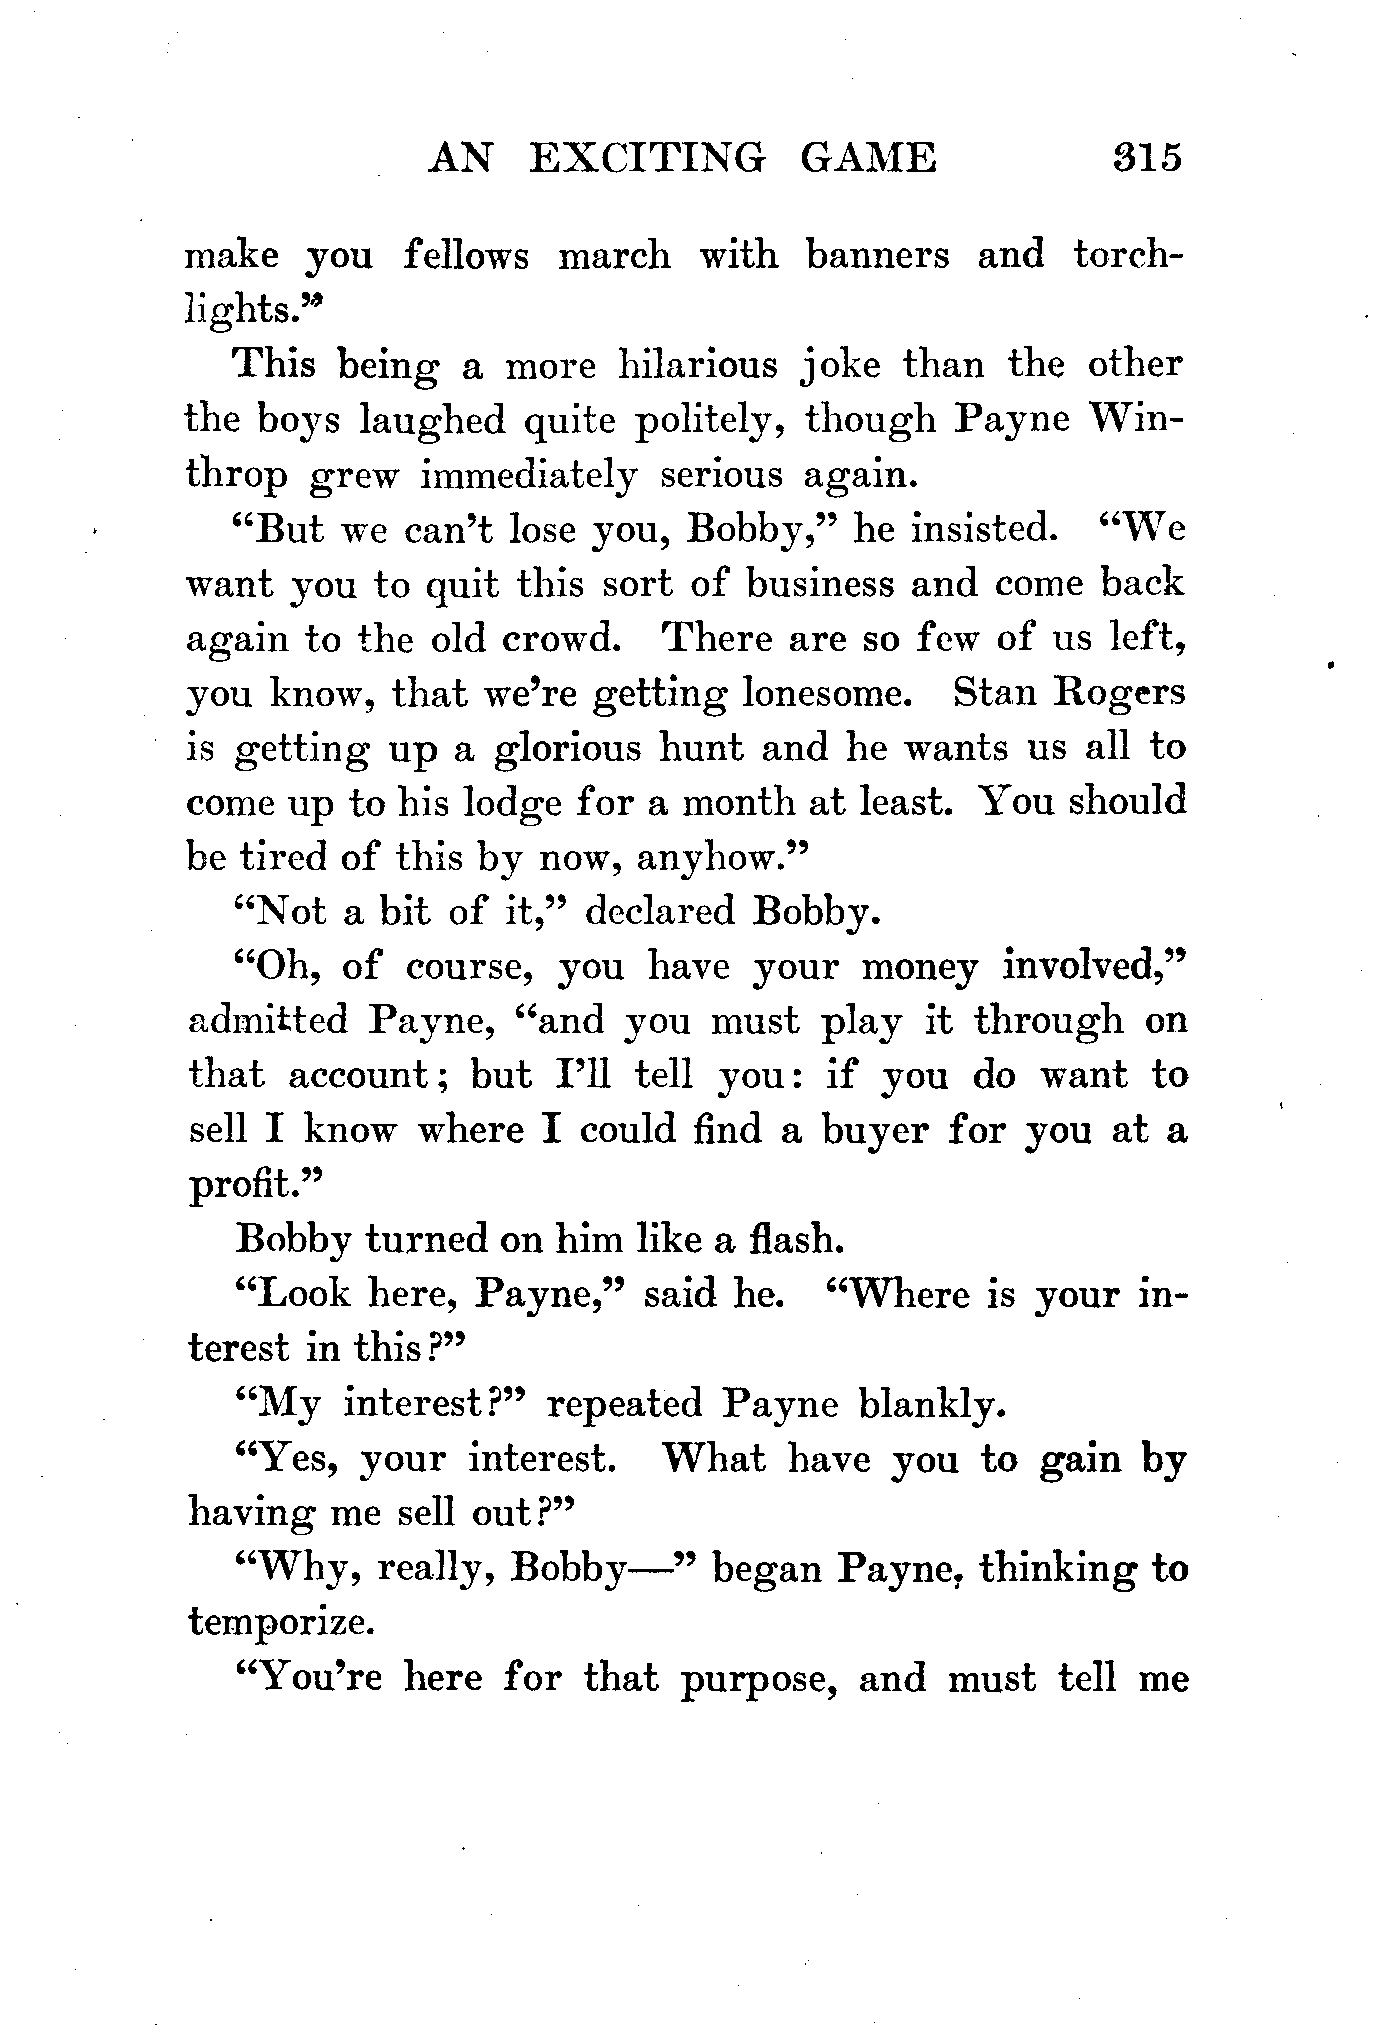 AN EXCITING GAME 315
make you fellows march with banners and torch-
lights.”
This being a more hilarious joke than the other
the boys laughed quite politely, though Payne Win-
throp grew immediately serious again.
“But we can’t lose you, Bobby,” he insisted. “We
want you to quit this sort of business and come back
again to the old crowd. There are so few of us left,
you know, that we’re getting lonesome. Stan Rogers
is getting up a glorious hunt and he wants us all to
come up to his lodge for a month at least. You should
be tired of this by now, anyhow.”
“Not a bit of it,” declared Bobby.
“Oh, of course, you have your money involved,”
admitted Payne, “and you must play it through on
that account; but I’ll tell you: if you do want to
sell I know where I could find a buyer for you at a
profit.”
Bobby turned on him like a flash.
“Look here, Payne,” said he. “Where is your in-
terest in this?”
“My interest?” repeated Payne blankly.
“Yes, your interest. What have you to gain by
having me sell out?”
“Why, really, Bobby—” began Payne, thinking to
temporize.
“You’re here for that purpose, and must tell me